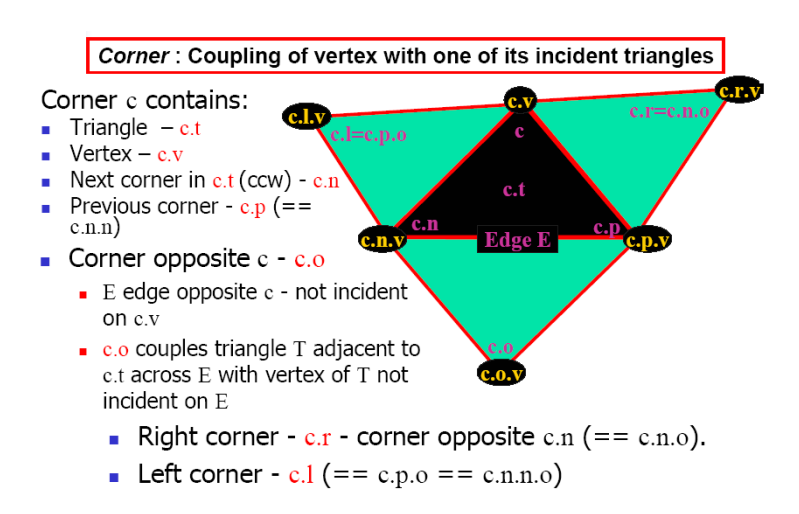 Corner : Coupling of vertex with one of its incident triangles
Corner c contains:
Triangle – c.t
Vertex – c.v
Next corner in c.t (ccw) - c.n
Previous corner - c.p (==
c.n.n)
Corner opposite c - c.o
E edge opposite c - not incident
on c.v
c.o couples triangle T adjacent to
c.t across E with vertex of T not
incident on E
Right corner - c.r - corner opposite c.n (== c.n.o).
Left corner - c.l (== c.p.o == c.n.n.o)
c.l.v
c.v
c.r.v
c.l=c.p.o
c
c.r=c.n.o
c.t
c.n
c.p
c.n.v
Edge E
c.p.v
c.o
c.o.v